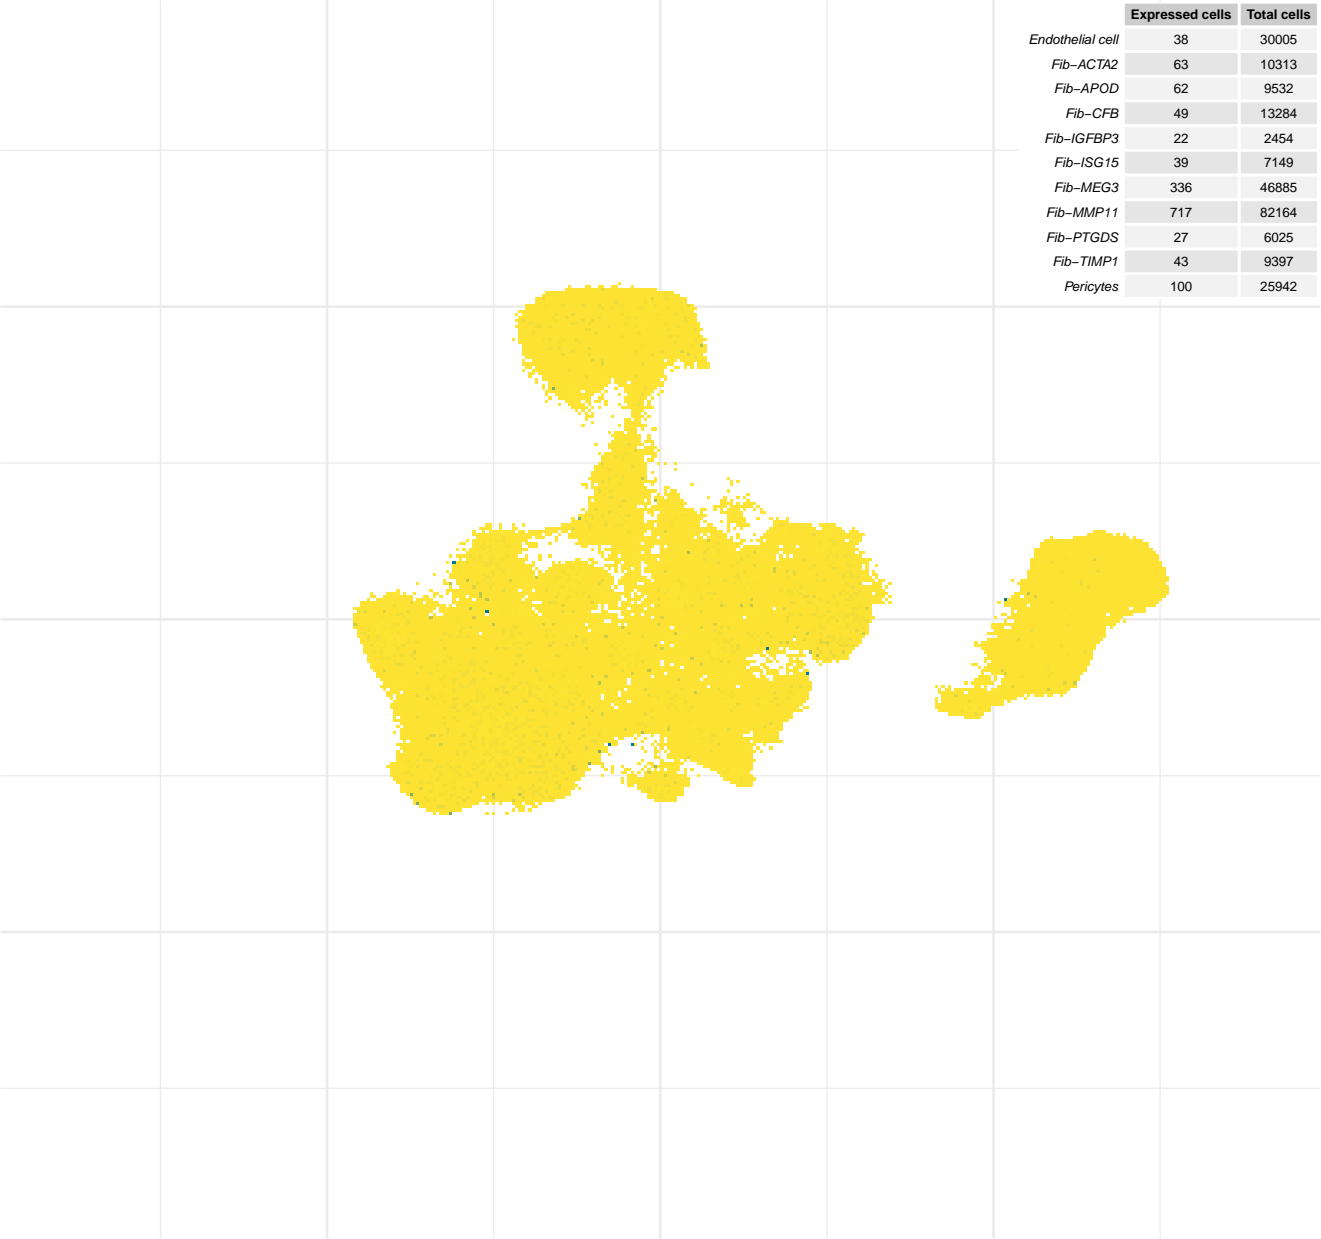 Expressed cells Total cells
Endothelial cell 38 30005
Fib−ACTA2 63 10313
Fib−APOD 62 9532
Fib−CFB 49 13284
Fib−IGFBP3 22 2454
Fib−ISG15 39 7149
Fib−MEG3 336 46885
Fib−MMP11 717 82164
Fib−PTGDS 27 6025
Fib−TIMP1 43 9397
Pericytes 100 25942